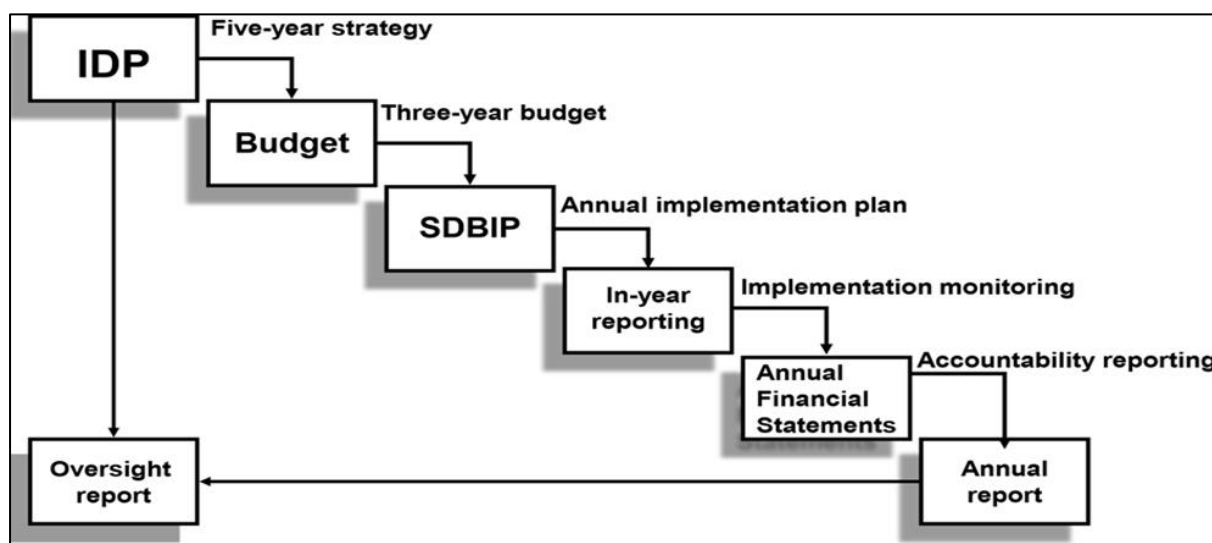 Five-year strategy
IDP
Three-year budget
Budget
Annual implementation plan
SDBIP
In-year
reporting
Implementation monitoring
Annual
Financial
Statements
Accountability reporting
Oversight
report
Annual
report